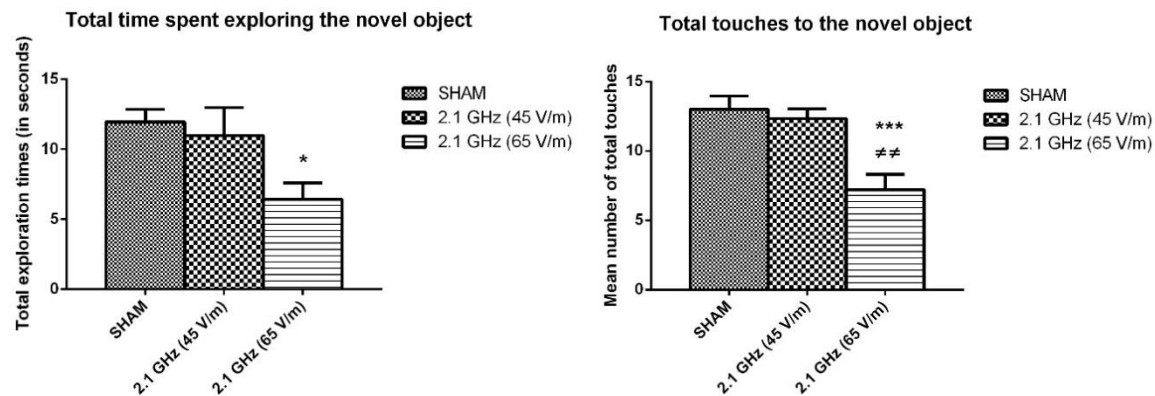 Total time spent exploring the novel object
Total exploration times (in seconds)
15
10
5
0
*
SHAM
2.1 GHz (45 V/m)
2.1 GHz (65 V/m)
SHAM
2.1 GHz (45 V/m)
2.1 GHz (65 V/m)
Total touches to the novel object
Mean number of total touches
15
10
5
0
***
≠≠
SHAM
2.1 GHz (45 V/m)
2.1 GHz (65 V/m)
SHAM
2.1 GHz (45 V/m)
2.1 GHz (65 V/m)